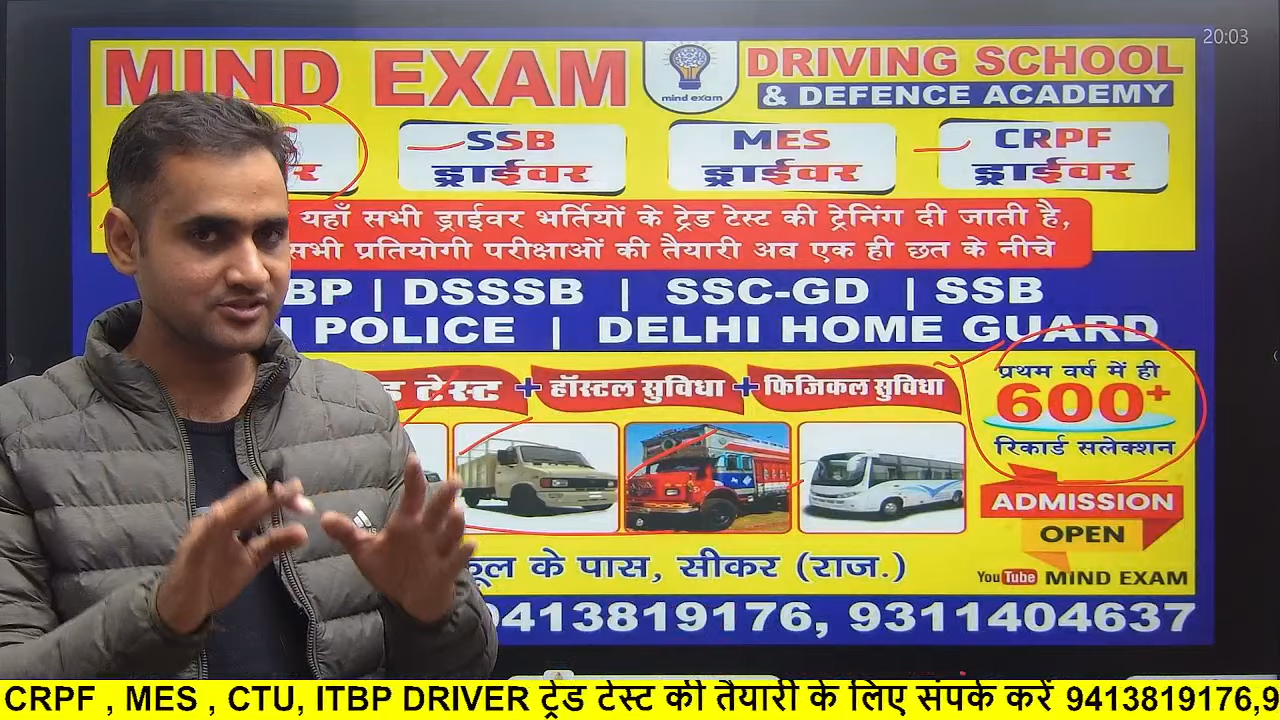 20:03
MIND EXAM
mind exam
DRIVING SCHOOL
& DEFENCE ACADEMY
SSB
ड्राईवर
MES
ड्राईवर
CRPF
ड्राईवर
यहाँ सभी ड्राईवर भर्तियों के ट्रेड टेस्ट की ट्रेनिंग दी जाती है,
सभी प्रतियोगी परीक्षाओं की तैयारी अब एक ही छत के नीचे
BP | DSSSB | SSC-GD | SSB
POLICE | DELHI HOME GUARD
टेस्ट + हॉस्टल सुविधा + फिजिकल सुविधा
प्रथम वर्ष में ही
600+
रिकार्ड सलेक्शन
ADMISSION
OPEN
के पास, सीकर (राज.)
You Tube MIND EXAM
9413819176, 9311404637
CRPF , MES , CTU, ITBP DRIVER ट्रेड टेस्ट की तैयारी के लिए संपर्क करें 9413819176,9